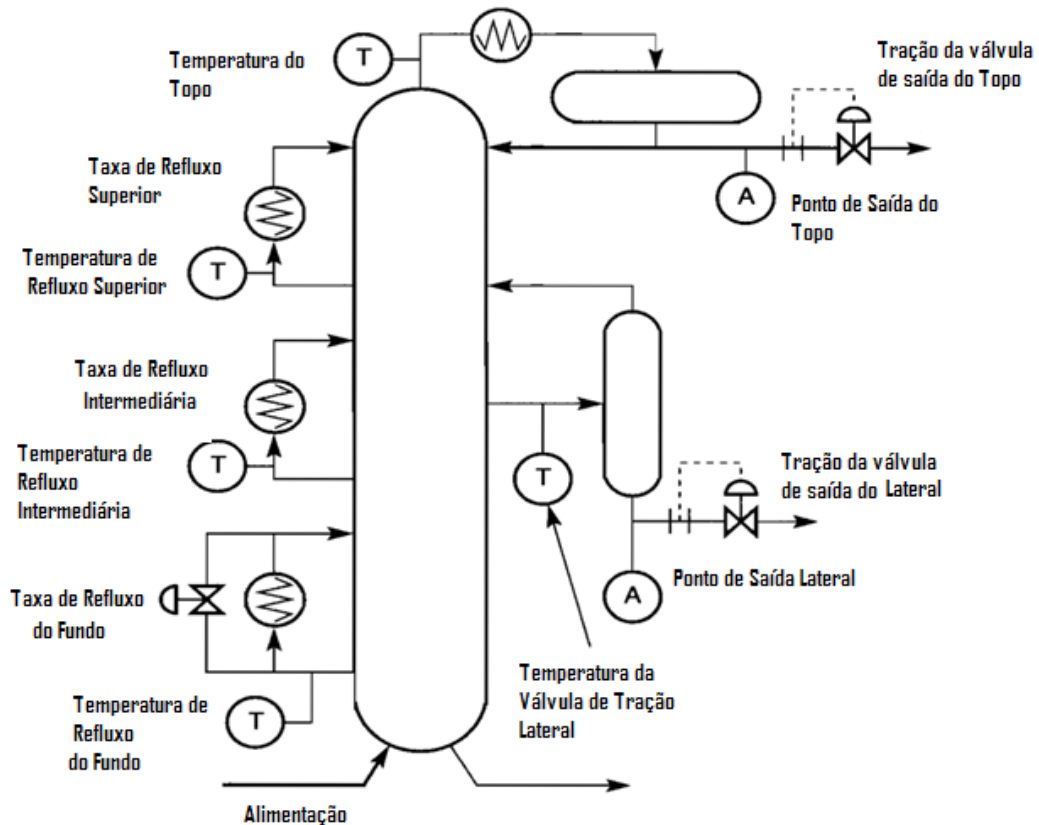 Temperatura do
Topo
T
Tração da válvula
de saída do Topo
Taxa de Refluxo
Superior
A
Ponto de Saída do
Topo
Temperatura de
Refluxo Superior
T
Taxa de Refluxo
Intermediária
Temperatura de
Refluxo
Intermediária
T
T
Tração da válvula
de saída do Lateral
Taxa de Refluxo
do Fundo
A
Ponto de Saída Lateral
Temperatura da
Válvula de Tração
Lateral
Temperatura de
Refluxo
do Fundo
T
Alimentação